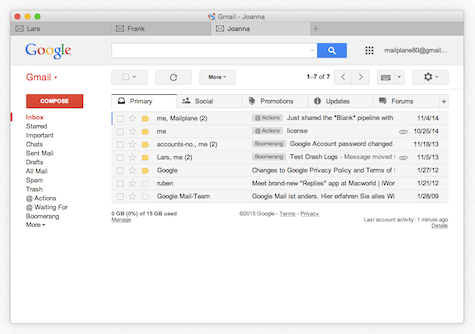 Gmail - Joanna
Lars Frank Joanna +
Google mailplane80@gmail...
Gmail More 1–7 of 7
COMPOSE
Primary Social Promotions Updates Forums +
Inbox
Starred
Important
Chats
Sent Mail
Drafts
All Mail
Spam
Trash
@ Actions
@ Waiting For
Boomerang
More
me, Mailplane (2) @ Actions Just shared the *Blank* pipeline with 11/4/14
me @ Actions license 10/25/14
accounts-no., me (2) Boomerang Google Account password changed 11/18/13
Lars, me (2) Boomerang Test Crash Logs - Message moved 10/1/13
Google Changes to Google Privacy Policy and Terms of 1/27/12
ruben Meet brand-new "Replies" app at Macworld | iWor 1/21/12
Google Mail-Team Google Mail ist anders. Hier erfahren Sie alles Wi 1/28/09
0 GB (0%) of 15 GB used
Manage
©2015 Google - Terms - Privacy
Last account activity: 1 minute ago
Details